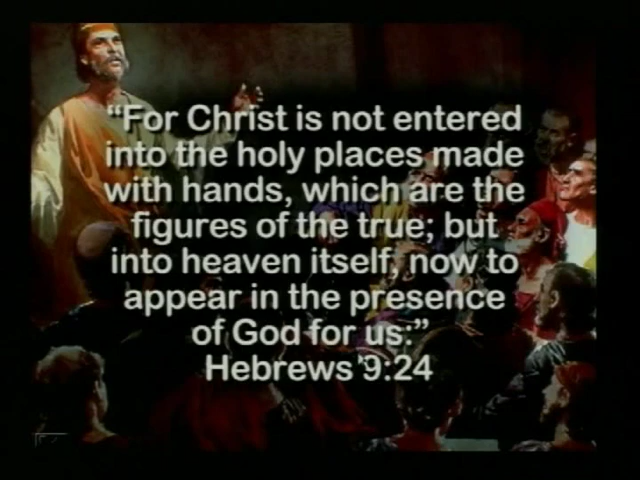 “For Christ is not entered
into the holy places made
with hands, which are the
figures of the true; but
into heaven itself, now to
appear in the presence
of God for us:”
Hebrews 9:24